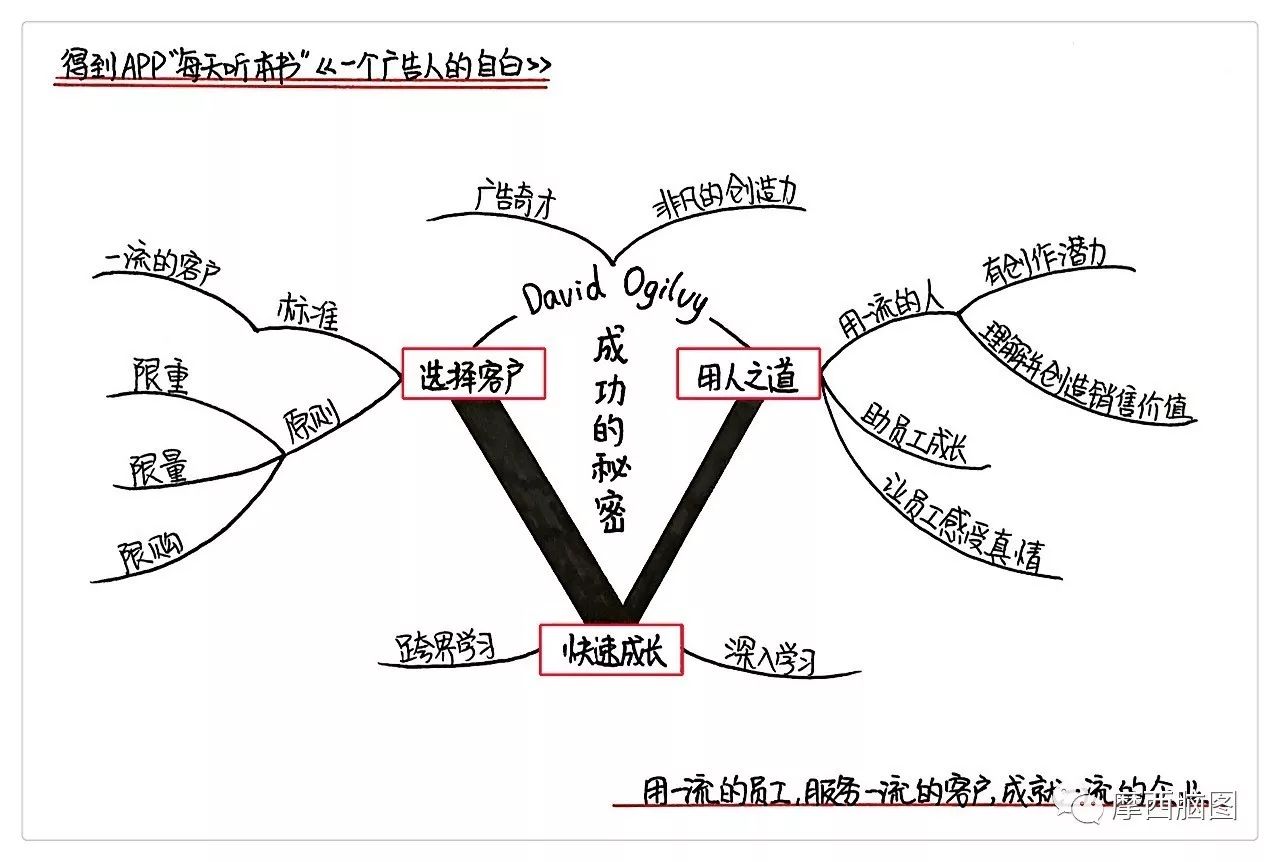 得到APP"每天听本书"《一个广告人的自白》
广告奇才
非凡的创造力
David Ogilvy
成功的秘密
选择客户
标准
一流的客户
原则
限重
限量
限购
用人之道
用一流的人
有创作潜力
理解并创造销售价值
助员工成长
让员工感受真情
快速成长
跨界学习
深入学习
用一流的员工,服务一流的客户,成就一流的企业
摩西脑图